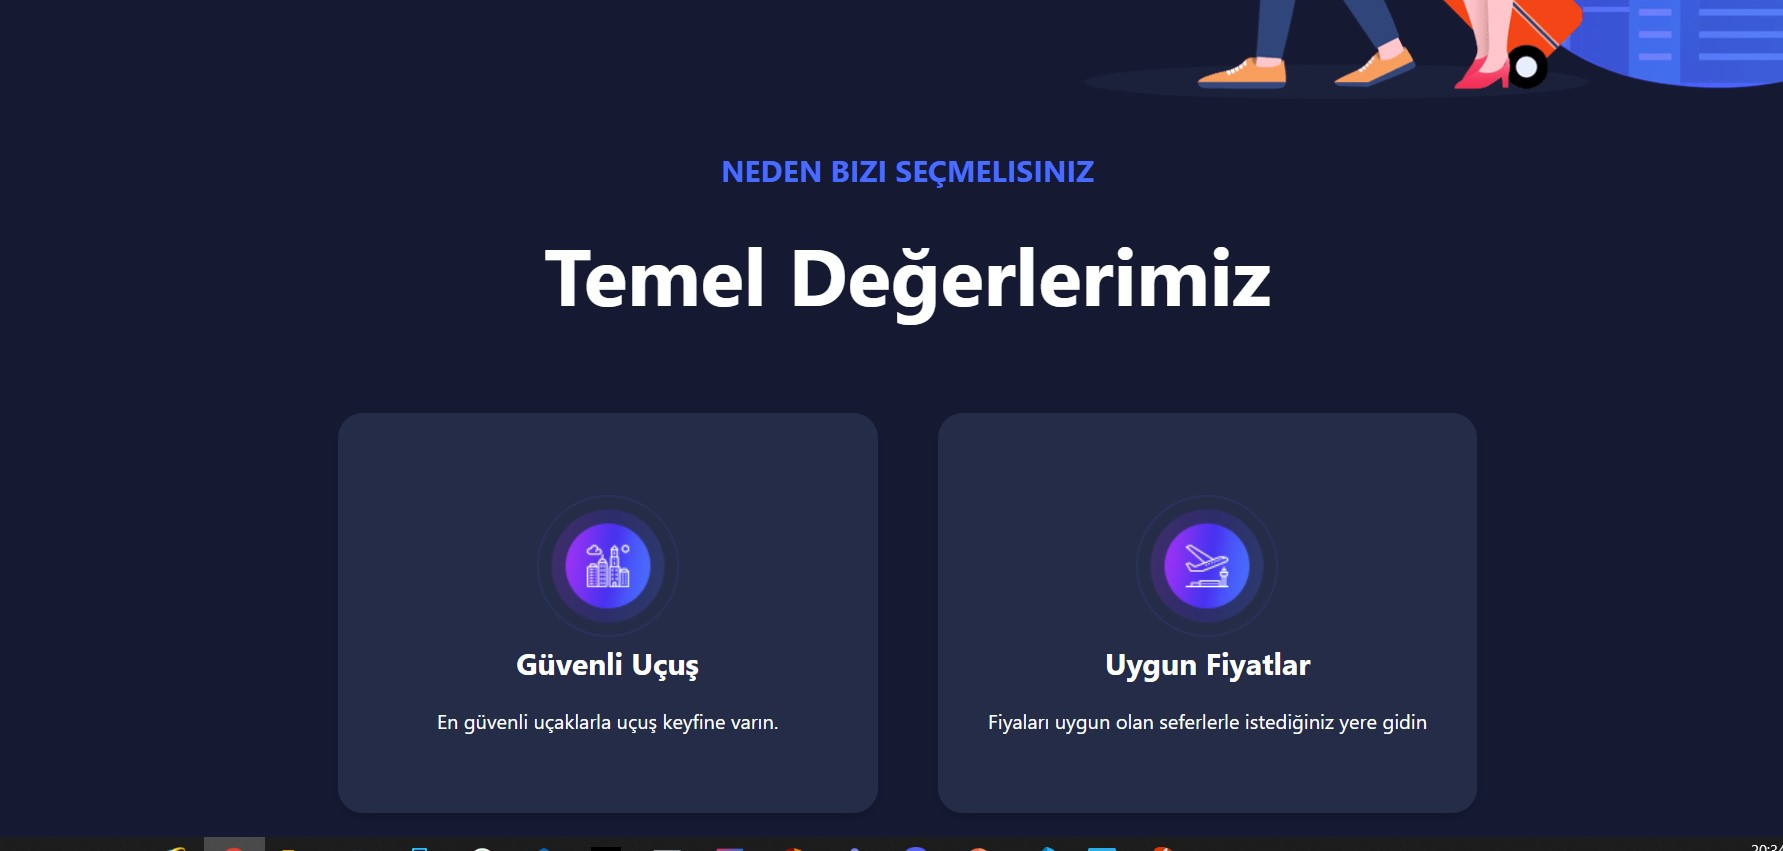 NEDEN BIZI SEÇMELISINIZ
Temel Değerlerimiz
Güvenli Uçuş
En güvenli uçaklarla uçuş keyfine varın.
Uygun Fiyatlar
Fiyaları uygun olan seferlerle istediğiniz yere gidin